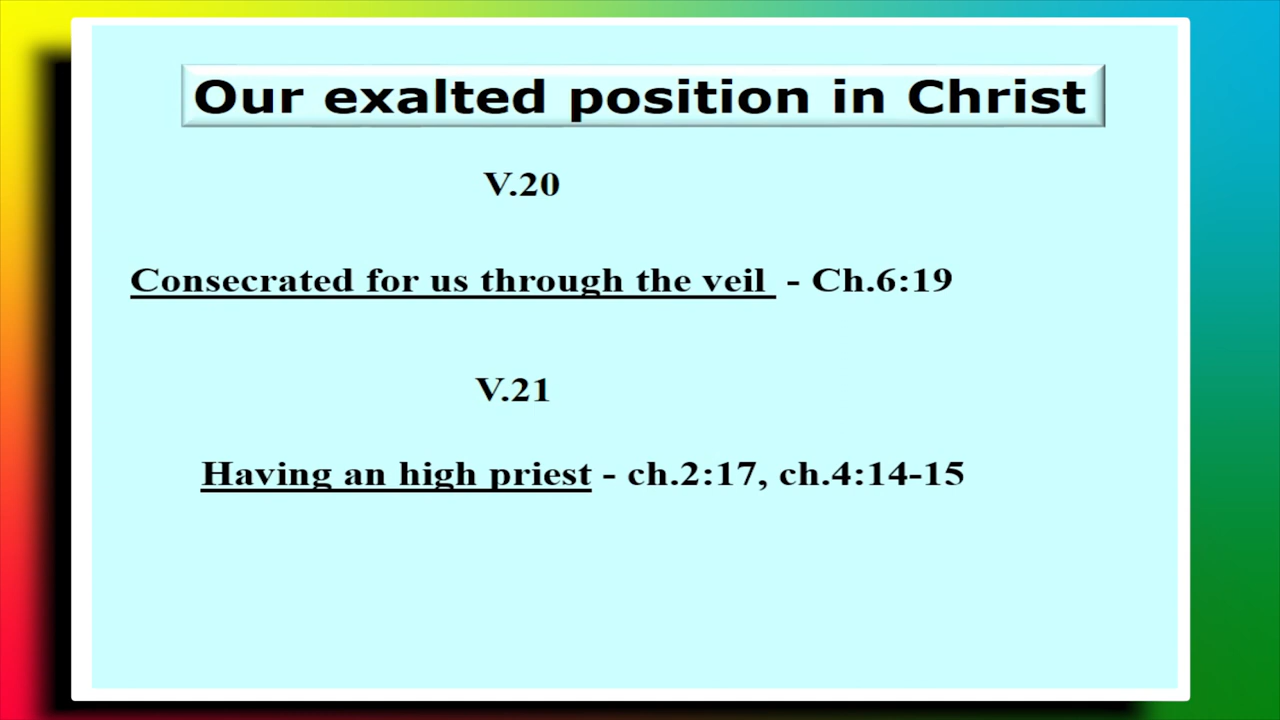 Our exalted position in Christ
V.20
Consecrated for us through the veil - Ch.6:19
V.21
Having an high priest - ch.2:17, ch.4:14-15